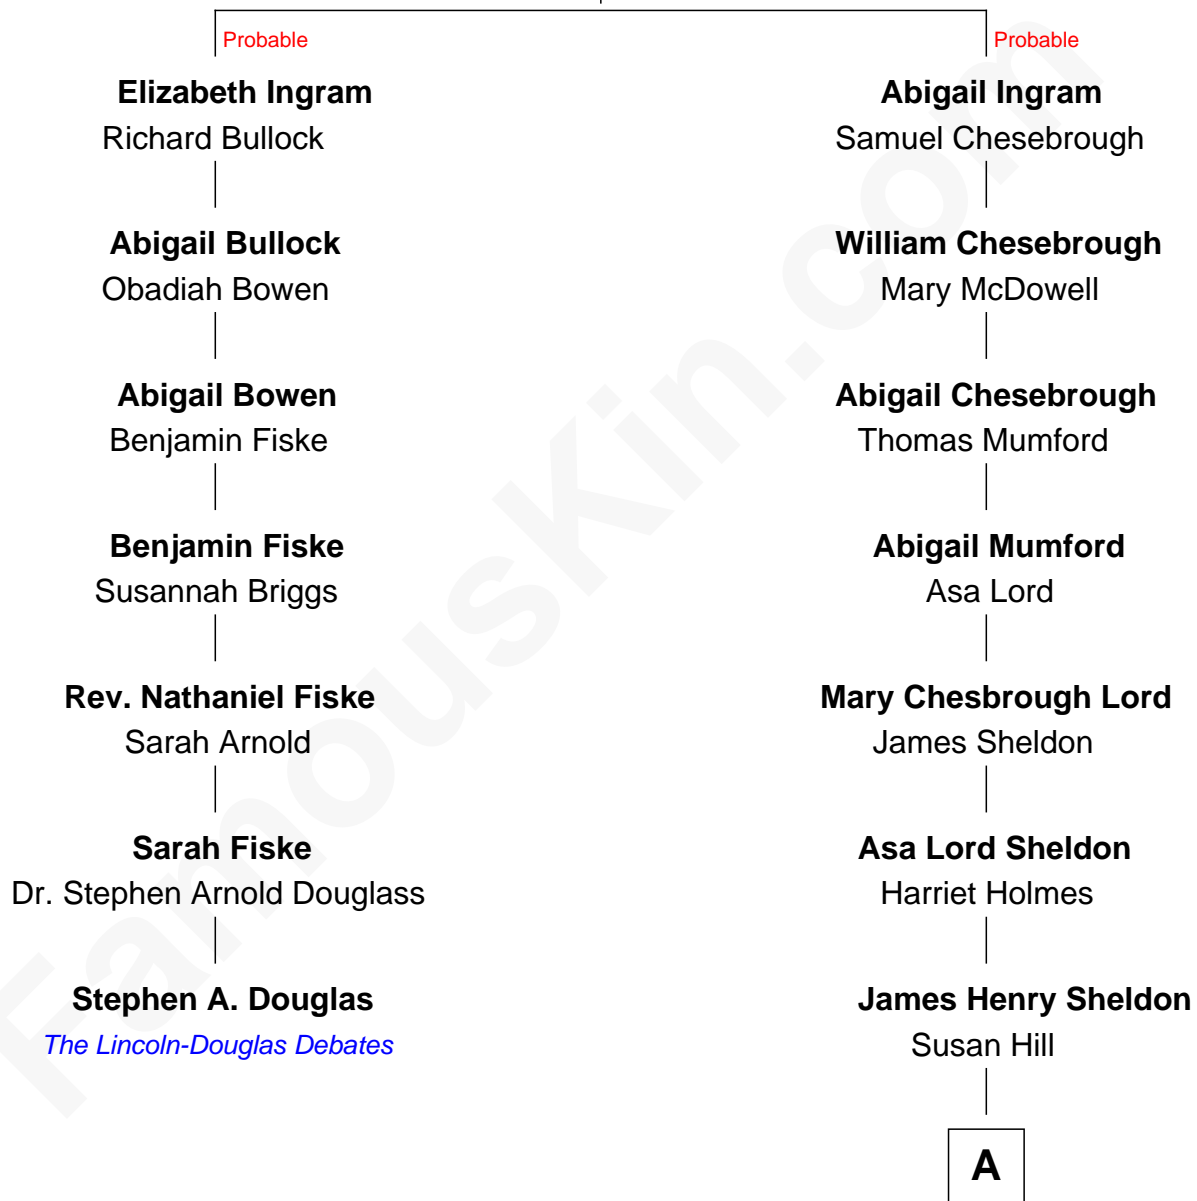 Probable
Elizabeth Ingram
Richard Bullock
Abigail Bullock
Obadiah Bowen
Abigail Bowen
Benjamin Fiske
Benjamin Fiske
Susannah Briggs
Rev. Nathaniel Fiske
Sarah Arnold
Sarah Fiske
Dr. Stephen Arnold Douglass
Stephen A. Douglas
The Lincoln-Douglas Debates
Probable
Abigail Ingram
Samuel Chesebrough
William Chesebrough
Mary McDowell
Abigail Chesebrough
Thomas Mumford
Abigail Mumford
Asa Lord
Mary Chesbrough Lord
James Sheldon
Asa Lord Sheldon
Harriet Holmes
James Henry Sheldon
Susan Hill
A
FamousKin.com